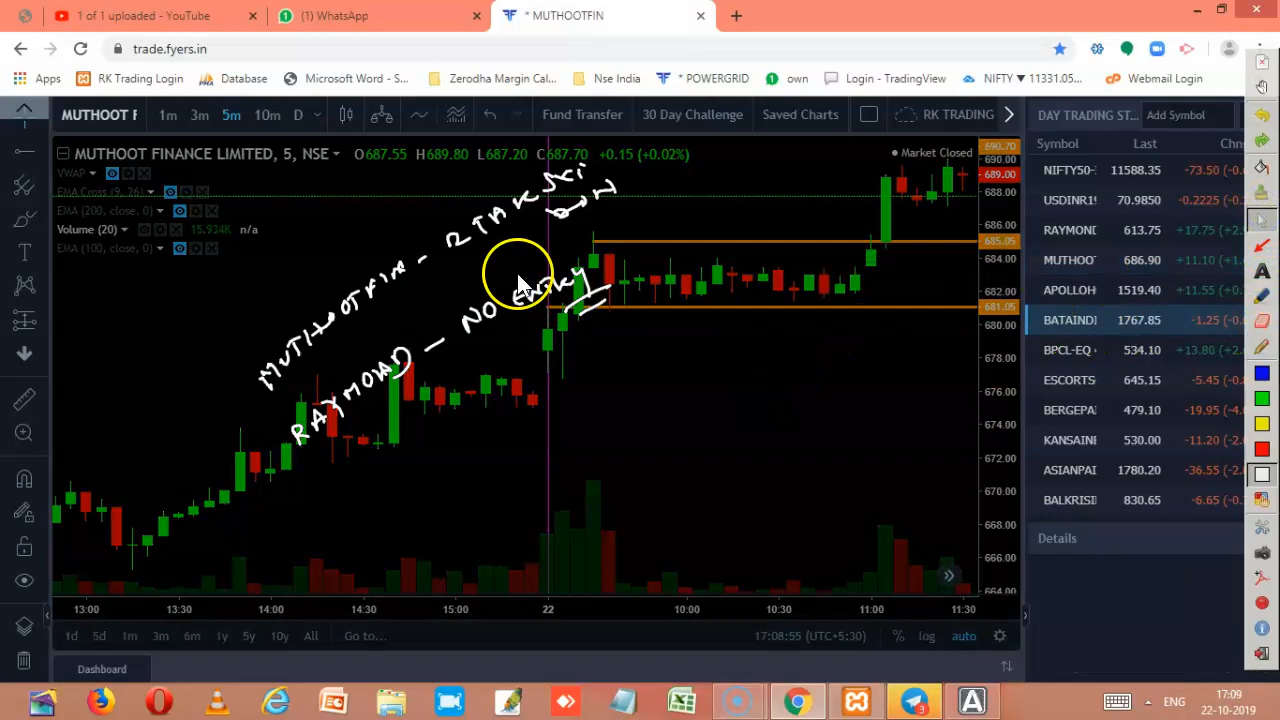 1 of 1 uploaded - YouTube
(1) WhatsApp
* MUTHOOTFIN
trade.fyers.in
Apps
RK Trading Login
Database
Microsoft Word - S...
Zerodha Margin Cal...
Nse India
* POWERGRID
own
Login - TradingView
NIFTY ▼ 11331.05...
Webmail Login
MUTHOOT F
1m 3m 5m 10m D
Fund Transfer
30 Day Challenge
Saved Charts
RK TRADING
MUTHOOT FINANCE LIMITED, 5, NSE
O687.55 H689.80 L687.20 C687.70 +0.15 (+0.02%)
Market Closed
VWAP
EMA Cross (9, 26)
EMA (200, close, 0)
Volume (20) 15.934K n/a
EMA (100, close, 0)
MUTHOOTFIN -
RAYMOND - NO Entry
690.70
690.00
689.00
688.00
686.00
685.05
684.00
682.00
681.05
680.00
678.00
676.00
674.00
672.00
670.00
668.00
666.00
664.00
13:00 13:30 14:00 14:30 15:00 22 10:00 10:30 11:00 11:30
1d 5d 1m 3m 6m 1y 5y 10y All Go to...
17:08:55 (UTC+5:30) % log auto
Dashboard
DAY TRADING ST...
Add Symbol
Symbol Last Chn
NIFTY50- 11588.35 -73.50 (-
USDINR19 70.9850 -0.2225 (
RAYMON 613.75 +17.75 (+2
MUTHOO 686.90 +11.10 (+1
APOLLOH 1519.40 +11.55 (+
BATAINDI 1767.85 -1.25 (-
BPCL-EQ 534.10 +13.80 (+2
ESCORTS 645.15 -5.45 (-
BERGEPA 479.10 -19.95 (-
KANSAINE 530.00 -11.20 (-2
ASIANPAI 1780.20 -36.55 (-2
BALKRISI 830.65 -6.65 (-
Details
ENG
17:09
22-10-2019